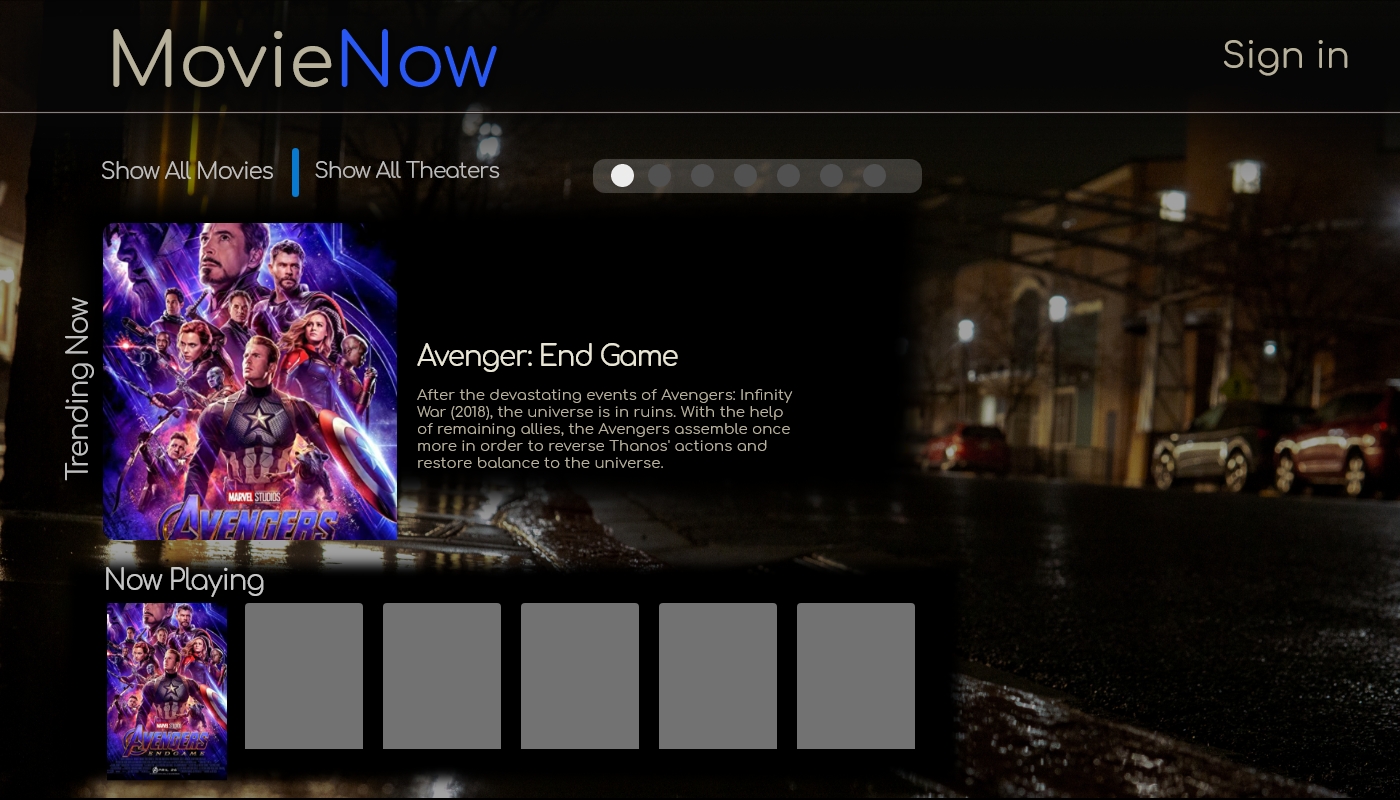 MovieNow
Sign in
Show All Movies
Show All Theaters
Trending Now
MARVEL STUDIOS
AVENGERS
Avenger: End Game
After the devastating events of Avengers: Infinity
War (2018), the universe is in ruins. With the help
of remaining allies, the Avengers assemble once
more in order to reverse Thanos' actions and
restore balance to the universe.
Now Playing
MARVEL STUDIOS
AVENGERS
ENDGAME